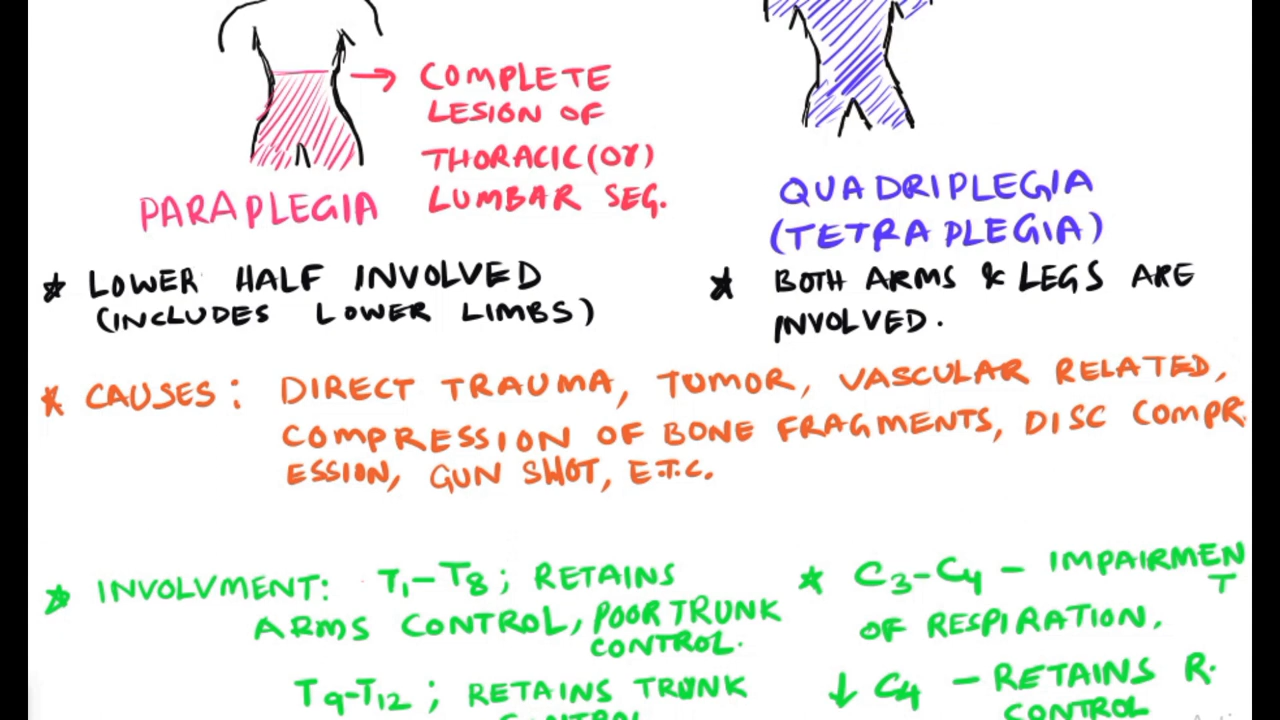 → COMPLETE
LESION OF
THORACIC (OR)
LUMBAR SEG.
PARAPLEGIA
QUADRIPLEGIA
(TETRAPLEGIA)
* LOWER HALF INVOLVED
(INCLUDES LOWER LIMBS)
* BOTH ARMS & LEGS ARE
INVOLVED.
* CAUSES: DIRECT TRAUMA, TUMOR, VASCULAR RELATED,
COMPRESSION OF BONE FRAGMENTS, DISC COMPR.
ESSION, GUN SHOT, E.T.C.
* INVOLVMENT: T1-T8; RETAINS
ARMS CONTROL, POOR TRUNK
CONTROL.
T9-T12; RETAINS TRUNK
CONTROL
* C3-C4 - IMPAIRMEN
T
OF RESPIRATION.
↓ C4 - RETAINS R.
CONTROL